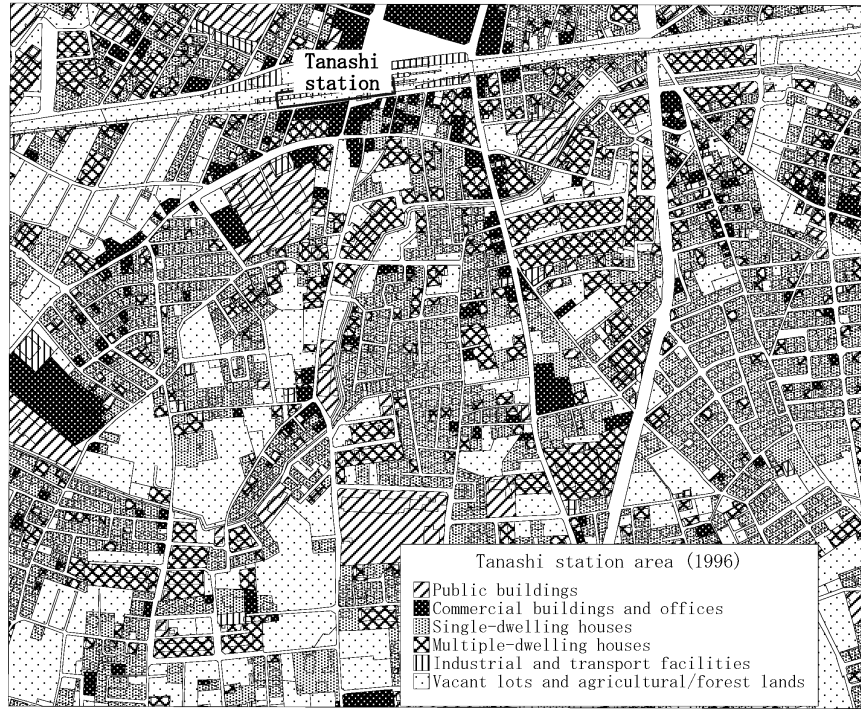 Tanashi
station
Tanashi station area (1996)
Public buildings
Commercial buildings and offices
Single-dwelling houses
Multiple-dwelling houses
Industrial and transport facilities
Vacant lots and agricultural/forest lands